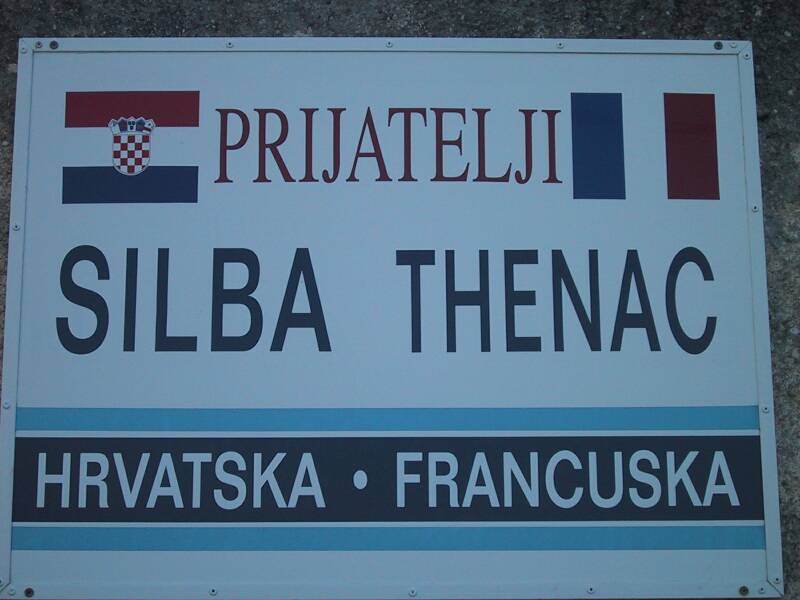 PRIJATELJI
SILBA THENAC
HRVATSKA • FRANCUSKA